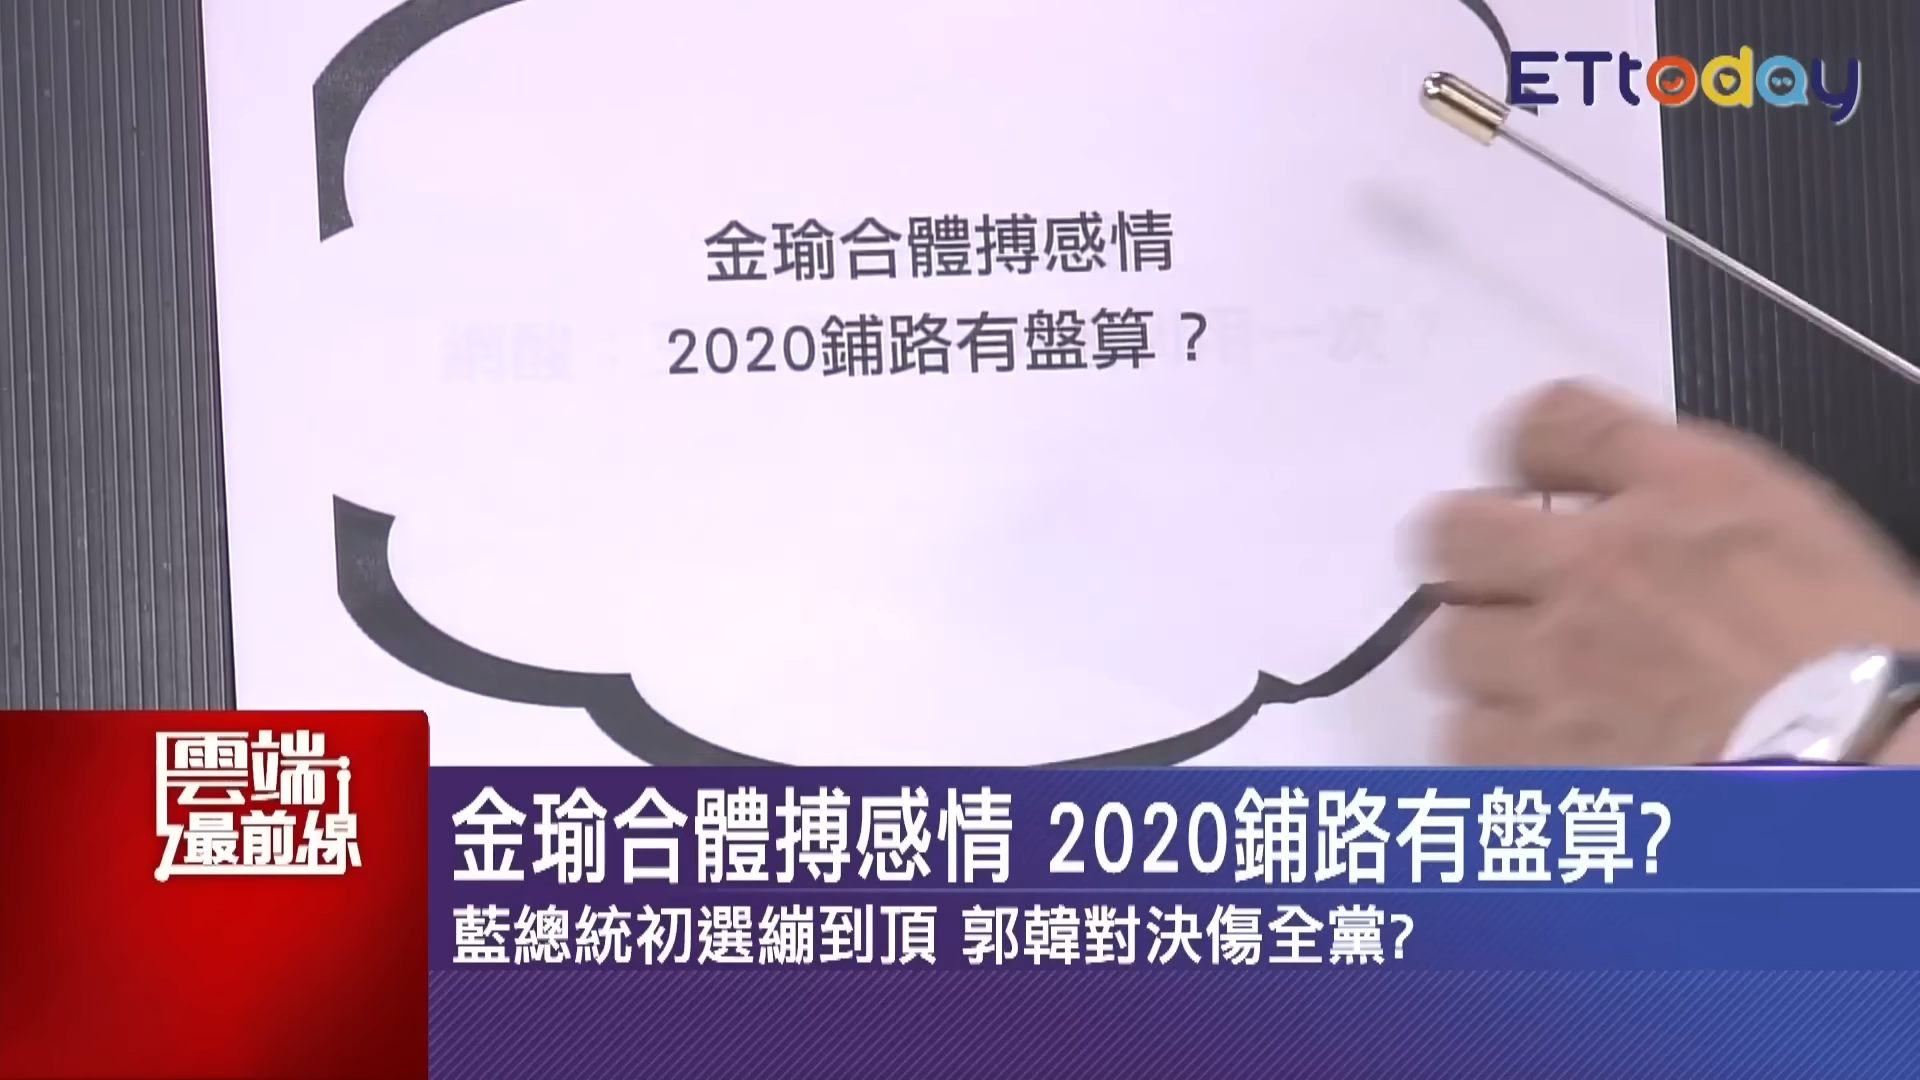 ETtoday
金瑜合體搏感情
2020鋪路有盤算？
雲端
最前線
金瑜合體搏感情 2020鋪路有盤算?
藍總統初選繃到頂 郭韓對決傷全黨?